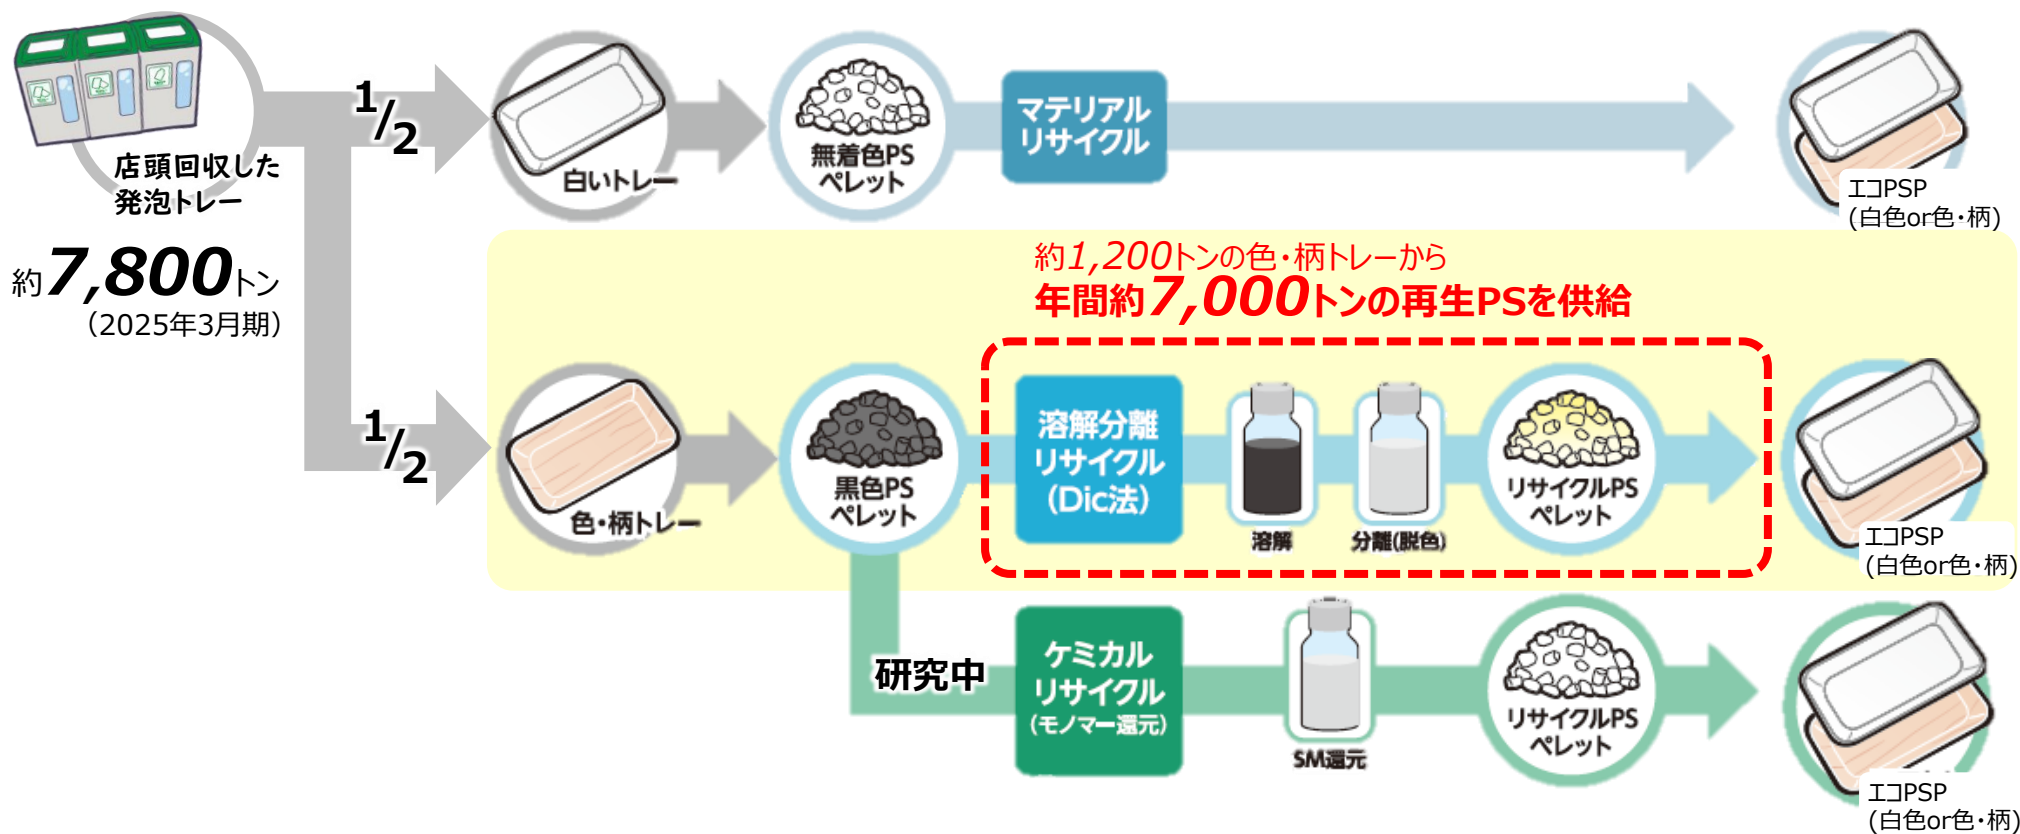 店頭回収した
発泡トレー
約7,800トン
（2025年3月期）
1/2
白いトレー
無着色PS
ペレット
マテリアル
リサイクル
エコPSP
(白色or色・柄)
約1,200トンの色・柄トレーから
年間約7,000トンの再生PSを供給
1/2
色・柄トレー
黒色PS
ペレット
溶解分離
リサイクル
(Dic法)
溶解
分離(脱色)
リサイクルPS
ペレット
エコPSP
(白色or色・柄)
研究中
ケミカル
リサイクル
(モノマー還元)
SM還元
リサイクルPS
ペレット
エコPSP
(白色or色・柄)